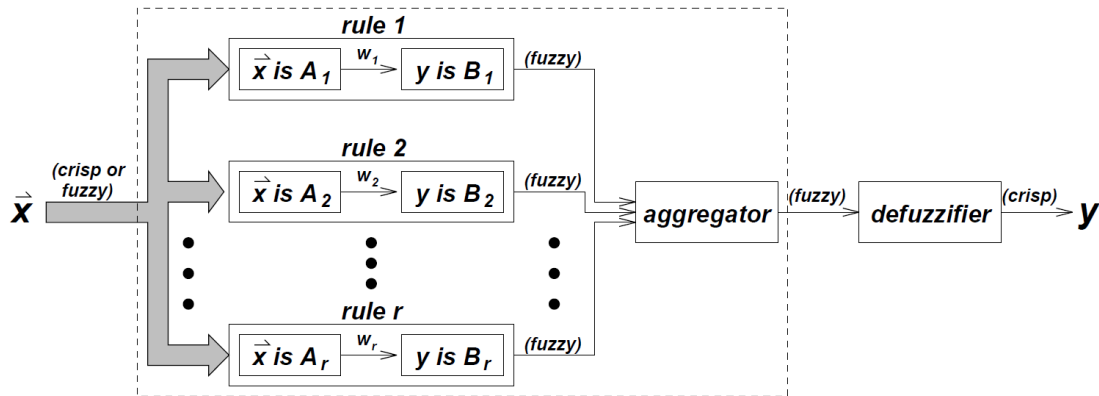 rule 1
x⃗ is A₁
w₁
y is B₁
(fuzzy)
rule 2
(crisp or
fuzzy)
x⃗
x⃗ is A₂
w₂
y is B₂
(fuzzy)
aggregator
(fuzzy)
defuzzifier
(crisp)
y
rule r
x⃗ is Aᵣ
wᵣ
y is Bᵣ
(fuzzy)